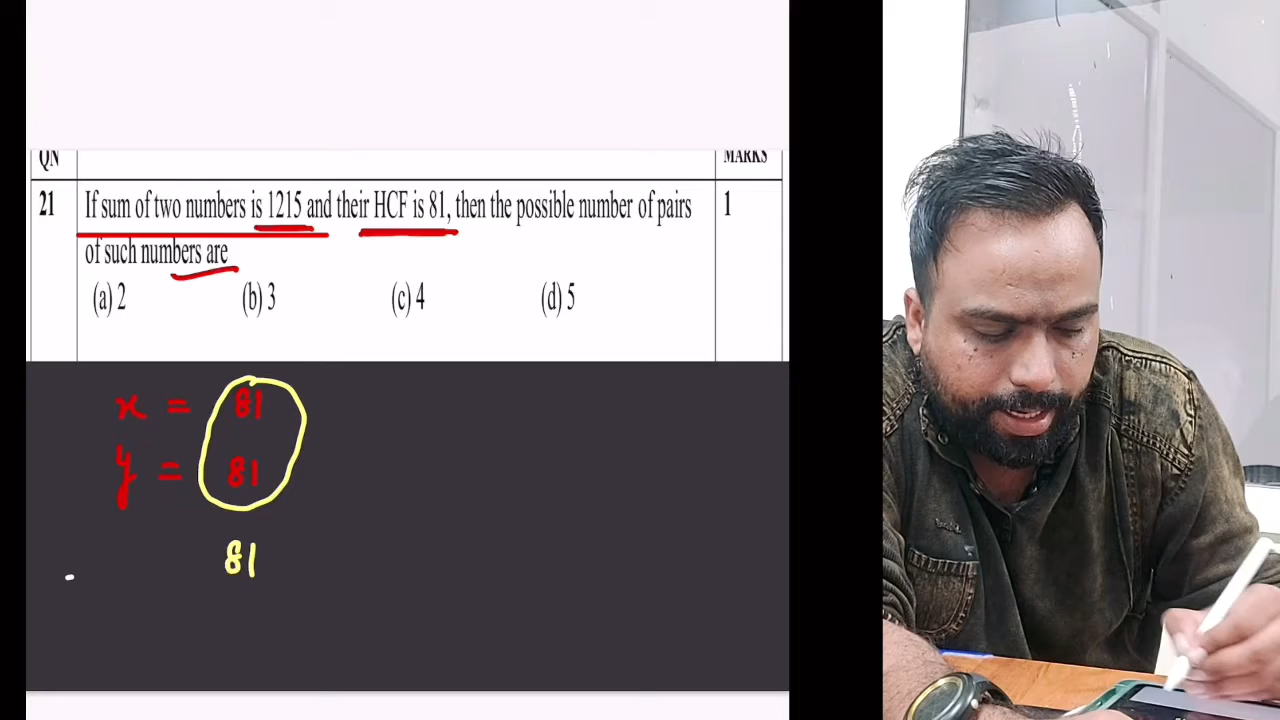 QN MARKS
21 If sum of two numbers is 1215 and their HCF is 81, then the possible number of pairs 1
of such numbers are
(a) 2 (b) 3 (c) 4 (d) 5
x = 81
y = 81
81